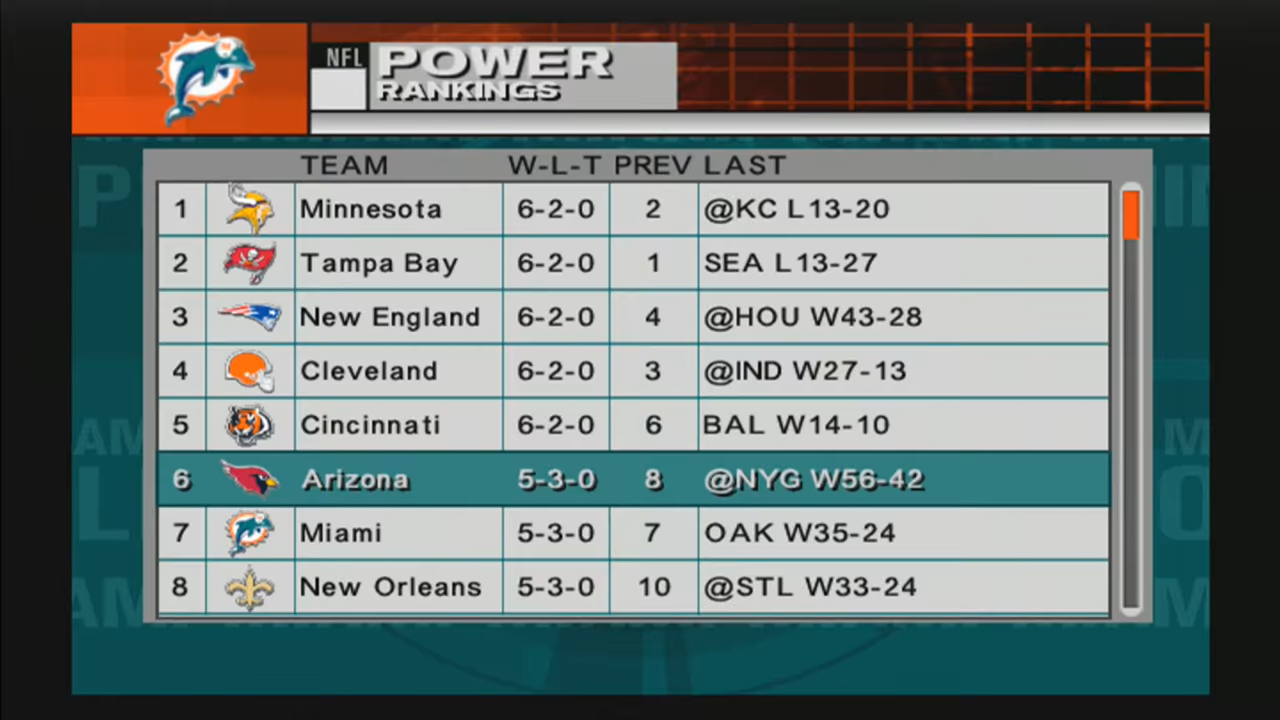 NFL POWER
RANKINGS
TEAM W-L-T PREV LAST
1 Minnesota 6-2-0 2 @KC L13-20
2 Tampa Bay 6-2-0 1 SEA L13-27
3 New England 6-2-0 4 @HOU W43-28
4 Cleveland 6-2-0 3 @IND W27-13
5 Cincinnati 6-2-0 6 BAL W14-10
6 Arizona 5-3-0 8 @NYG W56-42
7 Miami 5-3-0 7 OAK W35-24
8 New Orleans 5-3-0 10 @STL W33-24